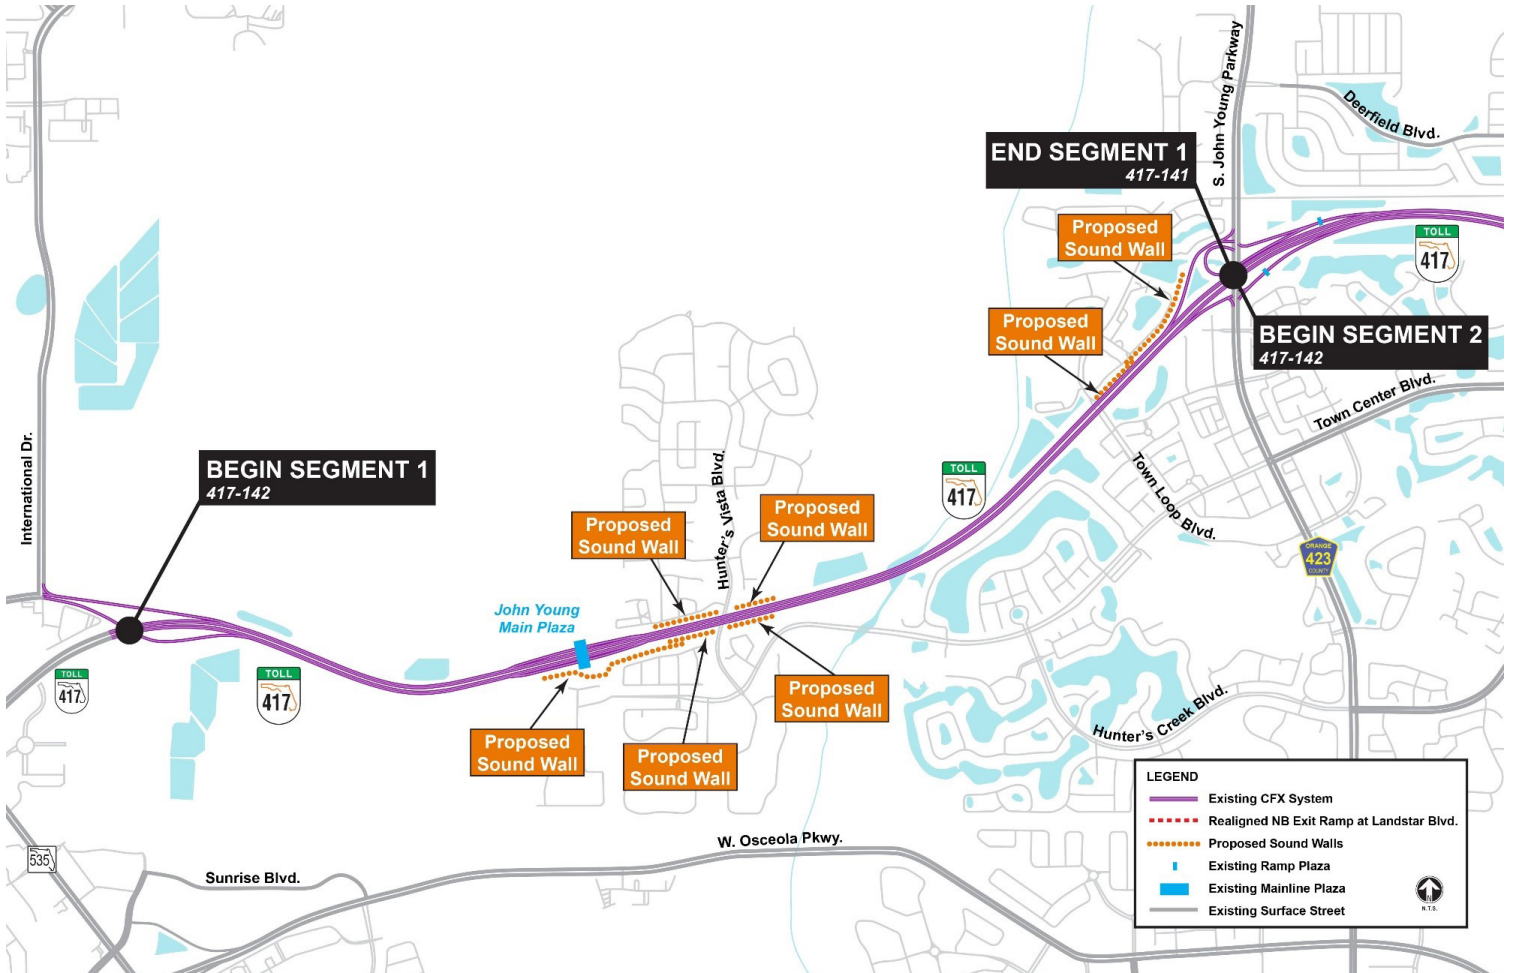 S. John Young Parkway
Deerfield Blvd.
END SEGMENT 1
417-141
Proposed
Sound Wall
TOLL
417
Proposed
Sound Wall
BEGIN SEGMENT 2
417-142
Town Center Blvd.
International Dr.
BEGIN SEGMENT 1
417-142
Hunter's Vista Blvd.
Town Loop Blvd.
TOLL
417
Proposed
Sound Wall
Proposed
Sound Wall
ORANGE
423
COUNTY
John Young
Main Plaza
TOLL
417
TOLL
417
Proposed
Sound Wall
Hunter's Creek Blvd.
Proposed
Sound Wall
Proposed
Sound Wall
LEGEND
Existing CFX System
Realigned NB Exit Ramp at Landstar Blvd.
Proposed Sound Walls
Existing Ramp Plaza
Existing Mainline Plaza
Existing Surface Street
N
N.T.S.
W. Osceola Pkwy.
535
Sunrise Blvd.